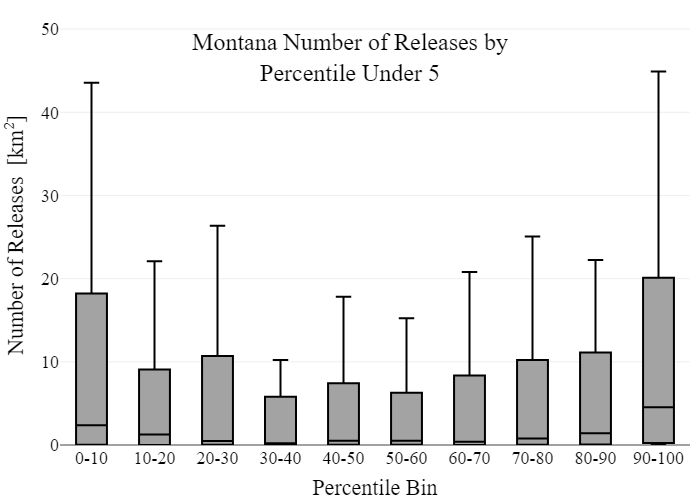 Montana Number of Releases by
Percentile Under 5
Number of Releases [km²]
50
40
30
20
10
0
0-10 10-20 20-30 30-40 40-50 50-60 60-70 70-80 80-90 90-100
Percentile Bin